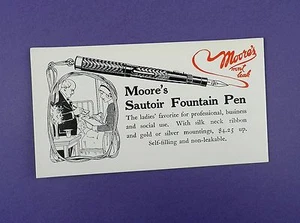 Moore's
non leak
Moore's
Sautoir Fountain Pen
The ladies' favorite for professional, business
and social use. With silk neck ribbon
and gold or silver mountings, $4.25 up.
Self-filling and non-leakable.